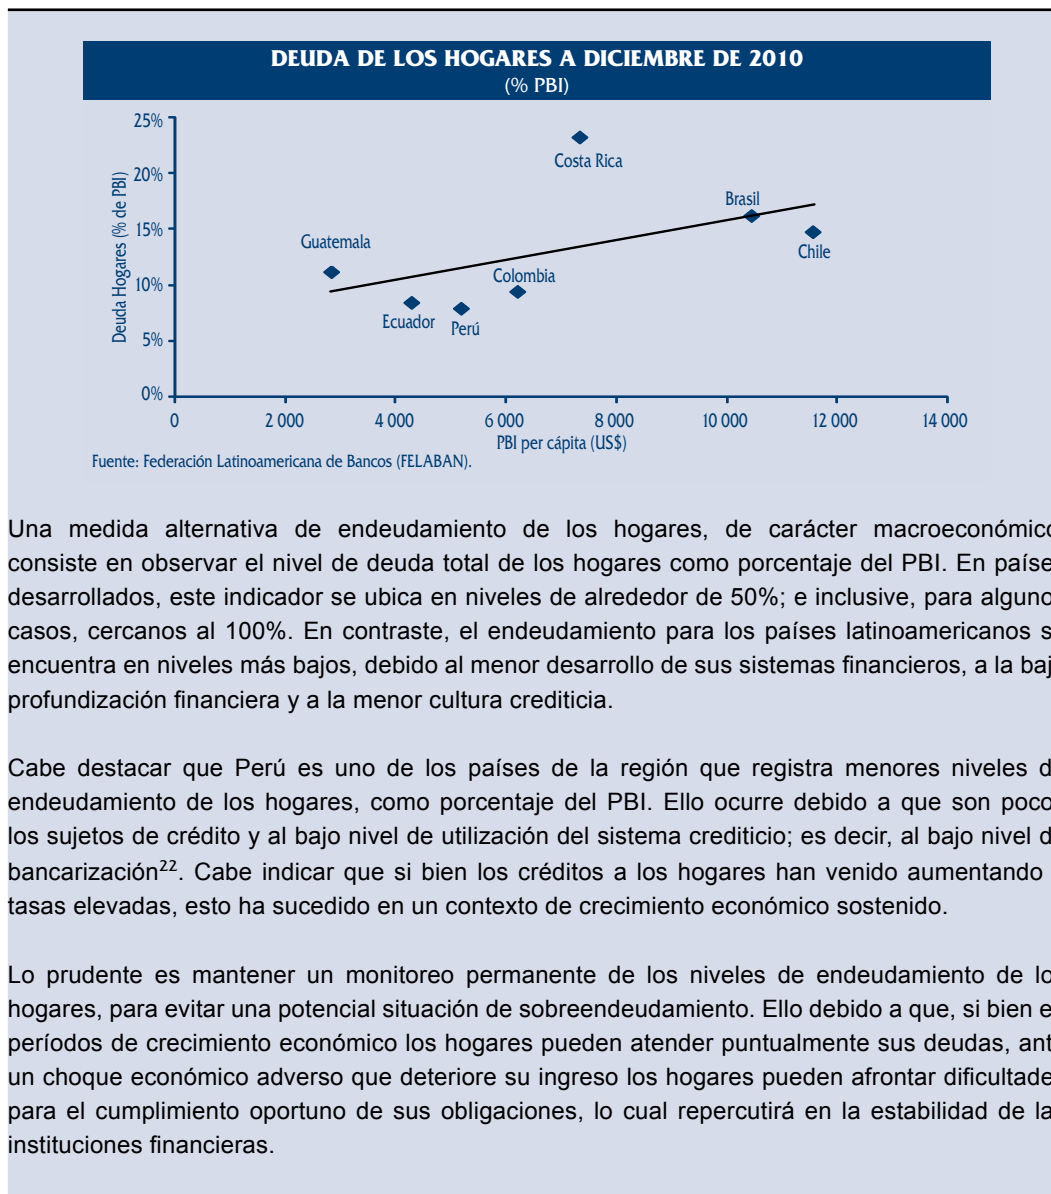 DEUDA DE LOS HOGARES A DICIEMBRE DE 2010
(% PBI)
25%
20%
15%
10%
5%
0%
Deuda Hogares (% de PBI)
Costa Rica
Brasil
Guatemala
Chile
Colombia
Ecuador
Perú
0
2 000
4 000
6 000
8 000
10 000
12 000
14 000
PBI per cápita (US$)
Fuente: Federación Latinoamericana de Bancos (FELABAN).
Una medida alternativa de endeudamiento de los hogares, de carácter macroeconómico
consiste en observar el nivel de deuda total de los hogares como porcentaje del PBI. En paíse
desarrollados, este indicador se ubica en niveles de alrededor de 50%; e inclusive, para alguno
casos, cercanos al 100%. En contraste, el endeudamiento para los países latinoamericanos s
encuentra en niveles más bajos, debido al menor desarrollo de sus sistemas financieros, a la baj
profundización financiera y a la menor cultura crediticia.
Cabe destacar que Perú es uno de los países de la región que registra menores niveles d
endeudamiento de los hogares, como porcentaje del PBI. Ello ocurre debido a que son poco
los sujetos de crédito y al bajo nivel de utilización del sistema crediticio; es decir, al bajo nivel d
bancarización22. Cabe indicar que si bien los créditos a los hogares han venido aumentando
tasas elevadas, esto ha sucedido en un contexto de crecimiento económico sostenido.
Lo prudente es mantener un monitoreo permanente de los niveles de endeudamiento de lo
hogares, para evitar una potencial situación de sobreendeudamiento. Ello debido a que, si bien e
períodos de crecimiento económico los hogares pueden atender puntualmente sus deudas, ant
un choque económico adverso que deteriore su ingreso los hogares pueden afrontar dificultade
para el cumplimiento oportuno de sus obligaciones, lo cual repercutirá en la estabilidad de la
instituciones financieras.